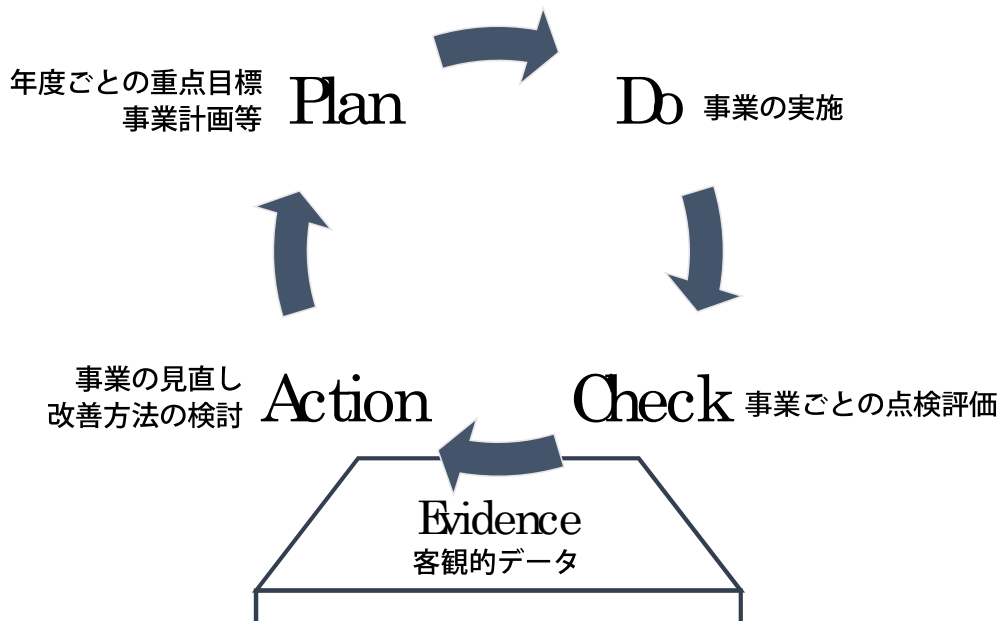 年度ごとの重点目標
事業計画等
Plan
Do
事業の実施
事業の見直し
改善方法の検討
Action
Check
事業ごとの点検評価
Evidence
客観的データ